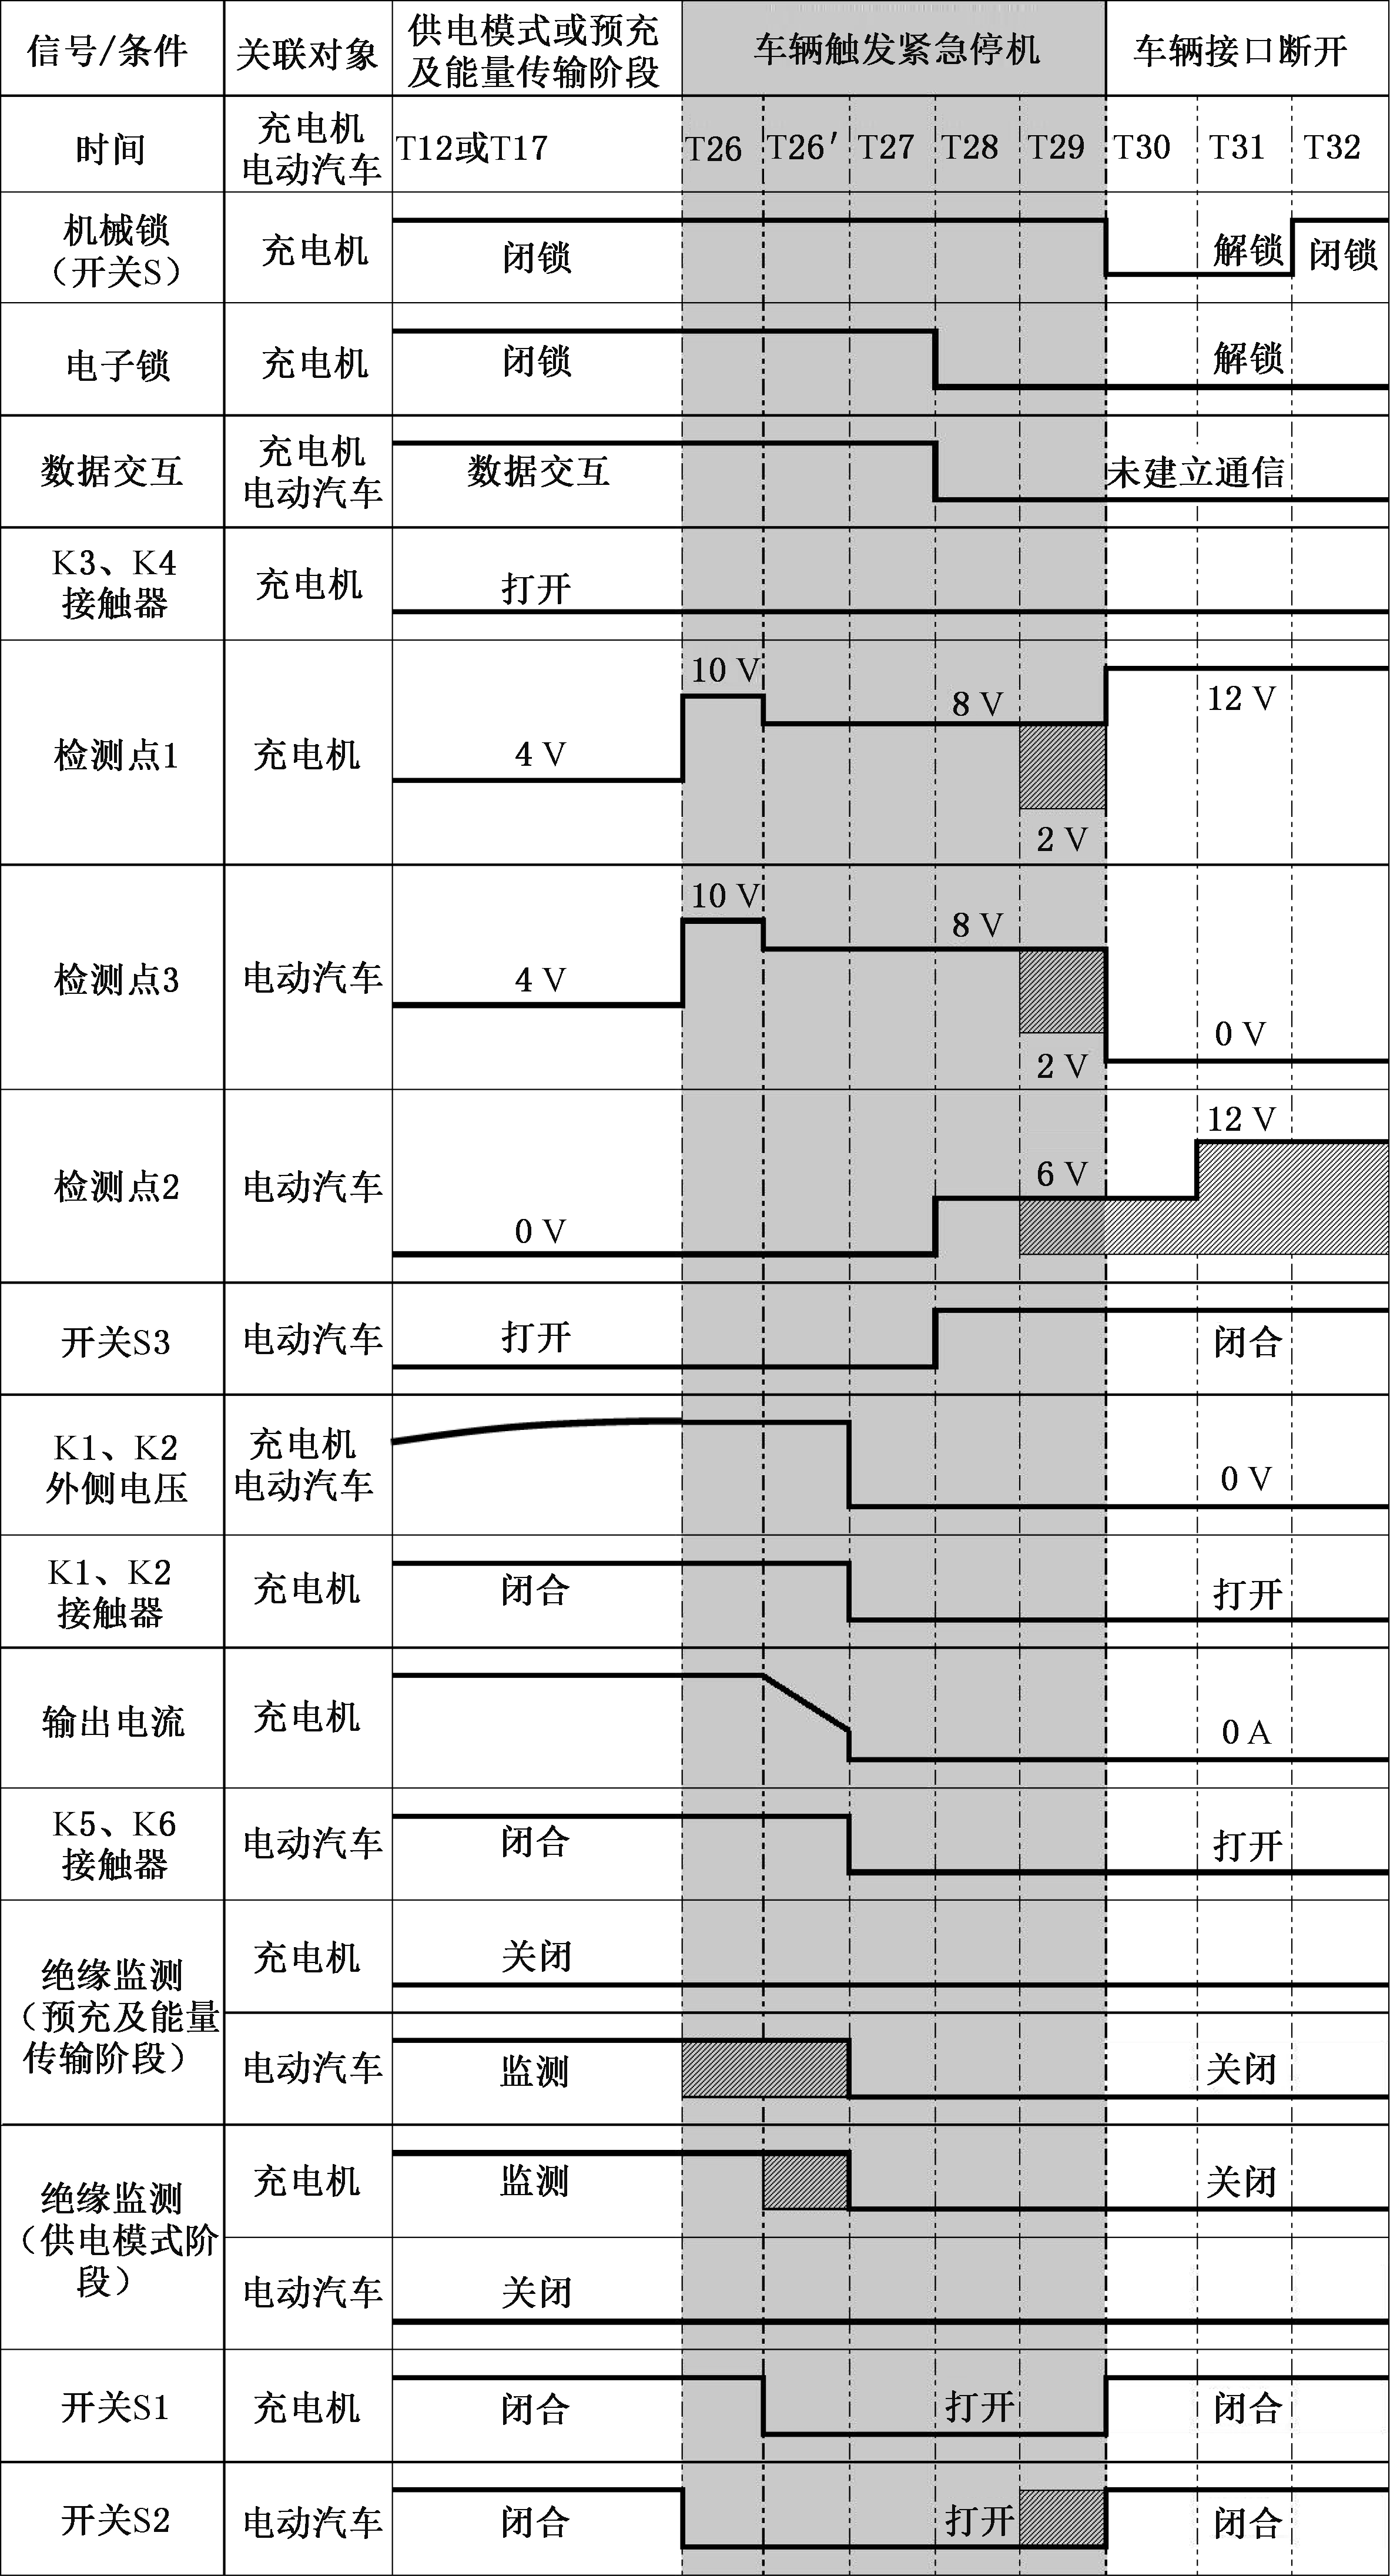 信号/条件
关联对象
供电模式或预充
及能量传输阶段
车辆触发紧急停机
车辆接口断开
时间
充电机
电动汽车
T12或T17
T26
T26′
T27
T28
T29
T30
T31
T32
机械锁
（开关S）
充电机
闭锁
解锁
闭锁
电子锁
充电机
闭锁
解锁
数据交互
充电机
电动汽车
数据交互
未建立通信
K3、K4
接触器
充电机
打开
检测点1
充电机
4 V
10 V
8 V
2 V
12 V
检测点3
电动汽车
4 V
10 V
8 V
2 V
0 V
检测点2
电动汽车
0 V
6 V
12 V
开关S3
电动汽车
打开
闭合
K1、K2
外侧电压
充电机
电动汽车
0 V
K1、K2
接触器
充电机
闭合
打开
输出电流
充电机
0 A
K5、K6
接触器
电动汽车
闭合
打开
绝缘监测
（预充及能量
传输阶段）
充电机
关闭
电动汽车
监测
关闭
绝缘监测
（供电模式阶
段）
充电机
监测
关闭
电动汽车
关闭
开关S1
充电机
闭合
打开
闭合
开关S2
电动汽车
闭合
打开
闭合